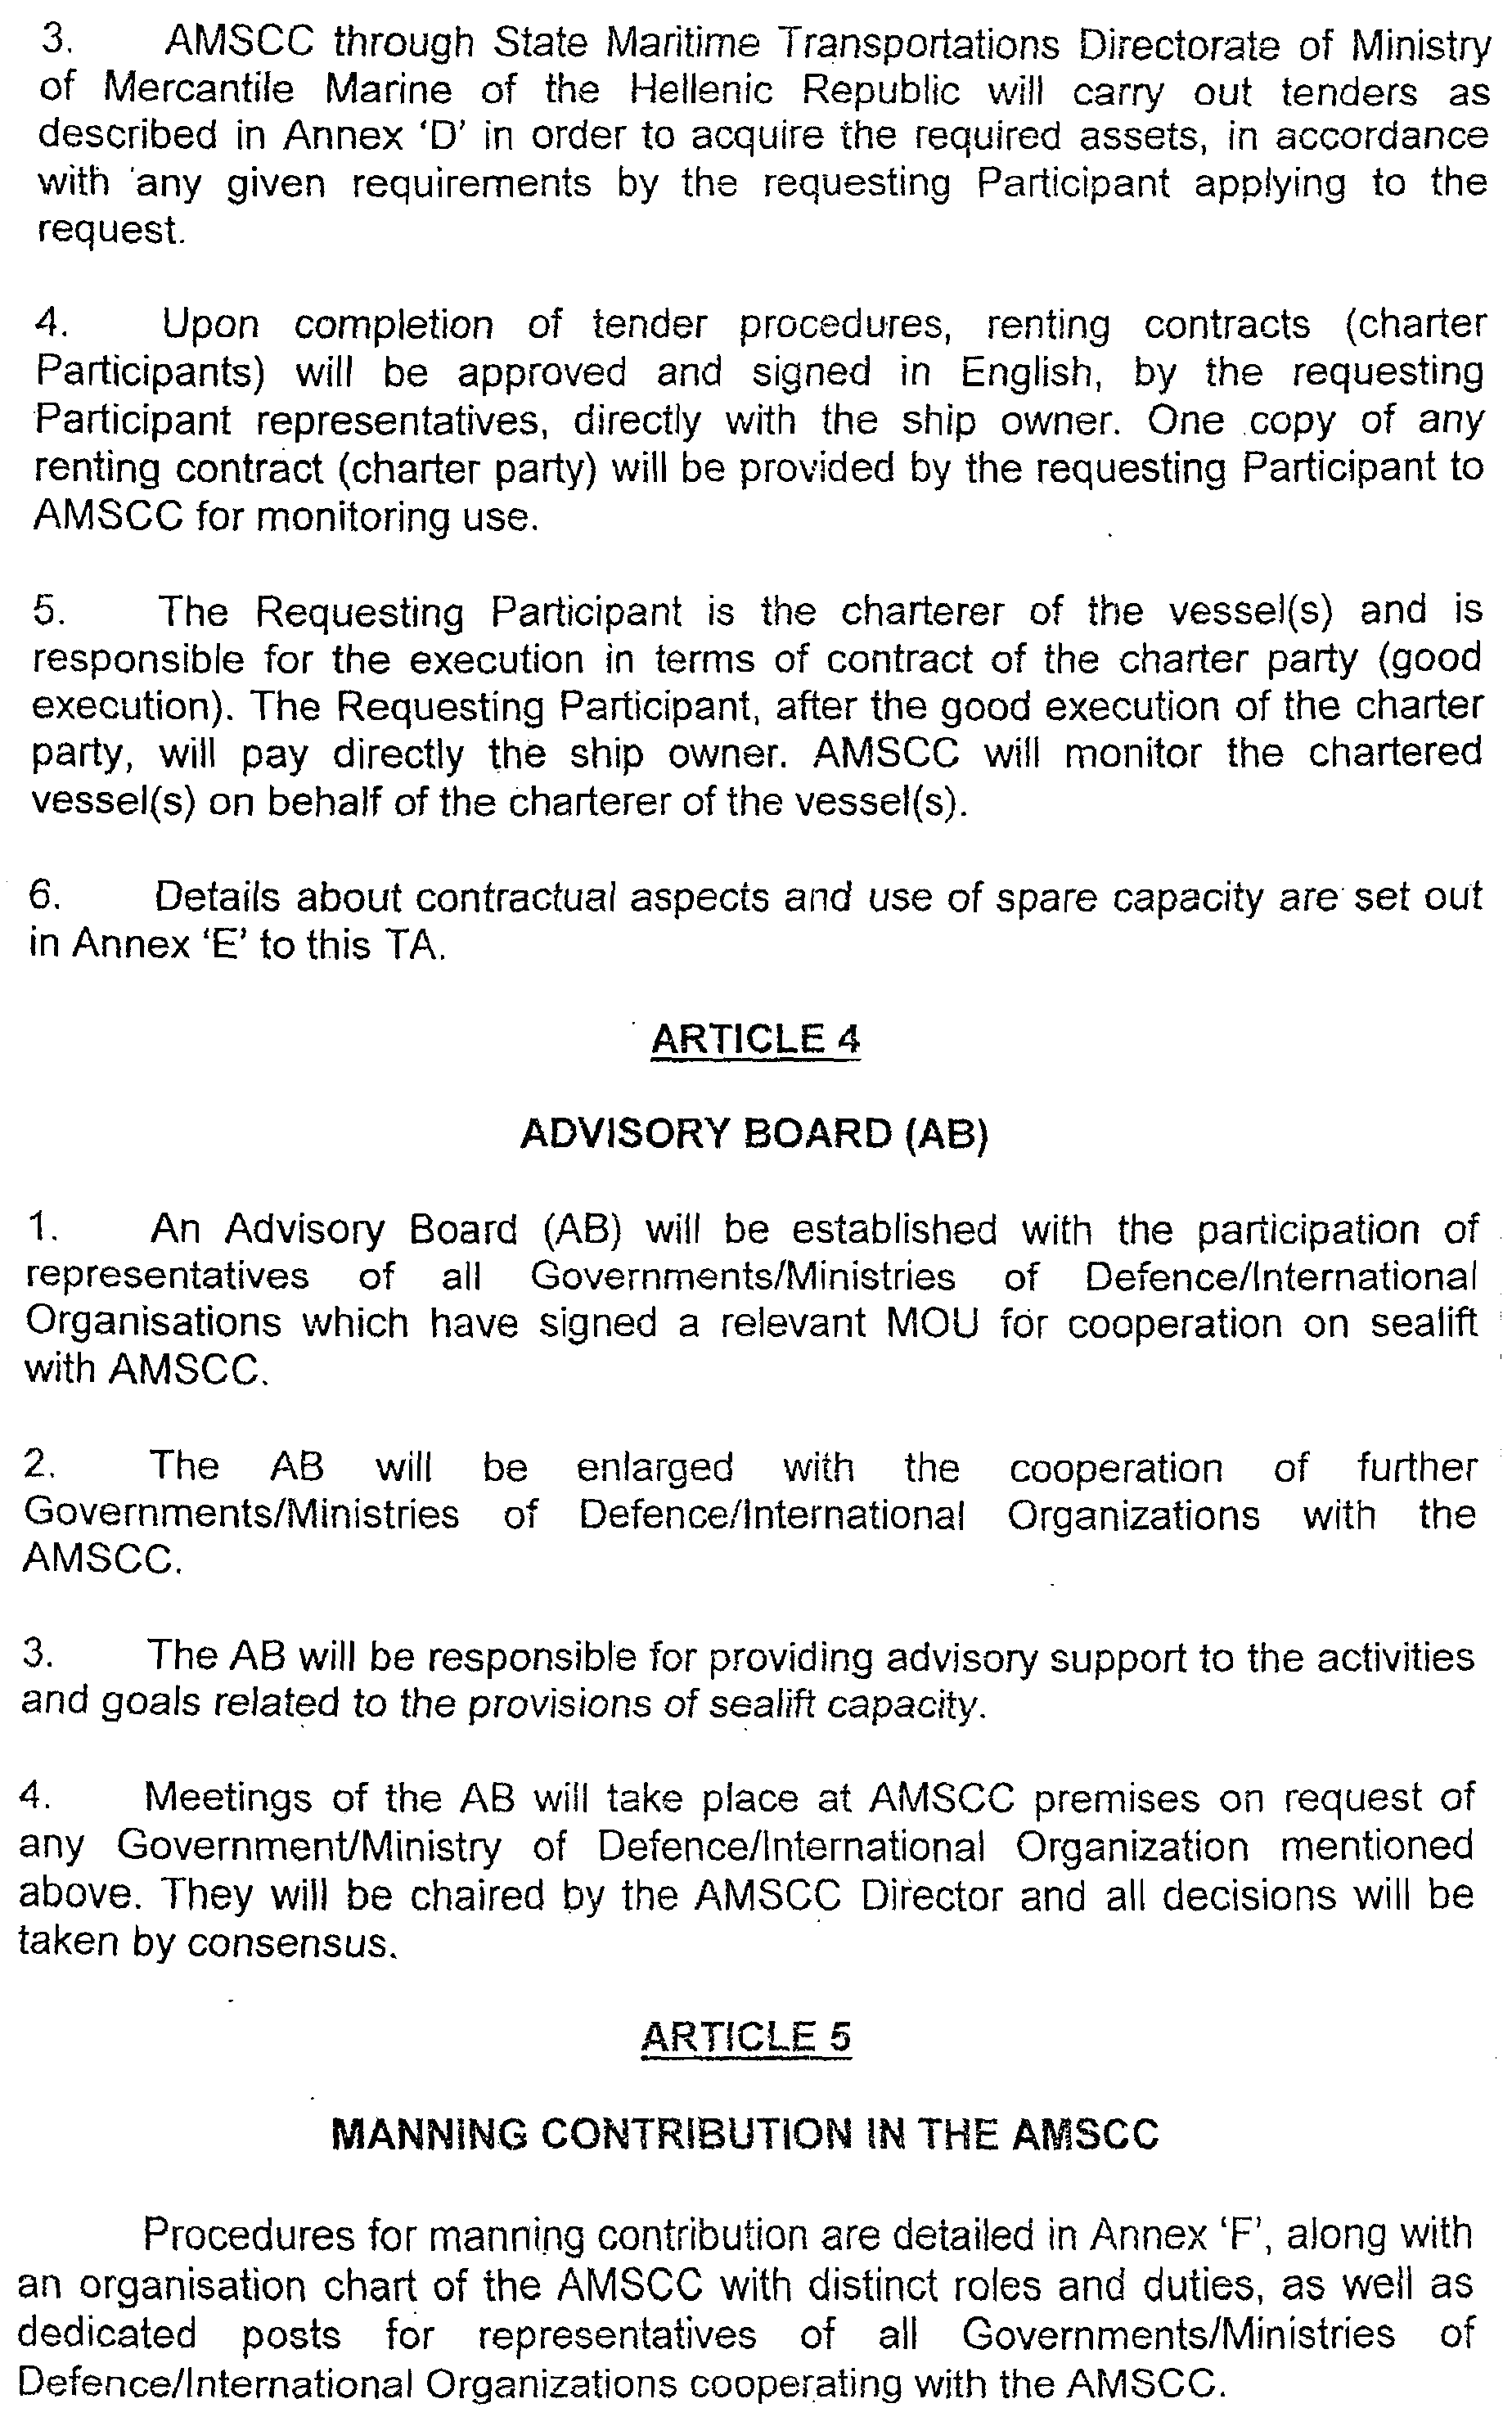 3. AMSCC through State Maritime Transportations Directorate of Ministry
of Mercantile Marine of the Hellenic Republic will carry out tenders as
described in Annex ‘D’ in order to acquire the required assets, in accordance
with any given requirements by the requesting Participant applying to the
request.
4. Upon completion of tender procedures, renting contracts (charter
Participants) will be approved and signed in English, by the requesting
Participant representatives, directly with the ship owner. One copy of any
renting contract (charter party) will be provided by the requesting Participant to
AMSCC for monitoring use.
5. The Requesting Participant is the charterer of the vessel(s) and is
responsible for the execution in terms of contract of the charter party (good
execution). The Requesting Participant, after the good execution of the charter
party, will pay directly the ship owner. AMSCC will monitor the chartered
vessel(s) on behalf of the charterer of the vessel(s).
6. Details about contractual aspects and use of spare capacity are set out
in Annex ‘E’ to this TA.
ARTICLE 4
ADVISORY BOARD (AB)
1. An Advisory Board (AB) will be established with the participation of
representatives of all Governments/Ministries of Defence/International
Organisations which have signed a relevant MOU for cooperation on sealift
with AMSCC.
2. The AB will be enlarged with the cooperation of further
Governments/Ministries of Defence/International Organizations with the
AMSCC.
3. The AB will be responsible for providing advisory support to the activities
and goals related to the provisions of sealift capacity.
4. Meetings of the AB will take place at AMSCC premises on request of
any Government/Ministry of Defence/International Organization mentioned
above. They will be chaired by the AMSCC Director and all decisions will be
taken by consensus.
ARTICLE 5
MANNING CONTRIBUTION IN THE AMSCC
Procedures for manning contribution are detailed in Annex ‘F’, along with
an organisation chart of the AMSCC with distinct roles and duties, as well as
dedicated posts for representatives of all Governments/Ministries of
Defence/International Organizations cooperating with the AMSCC.